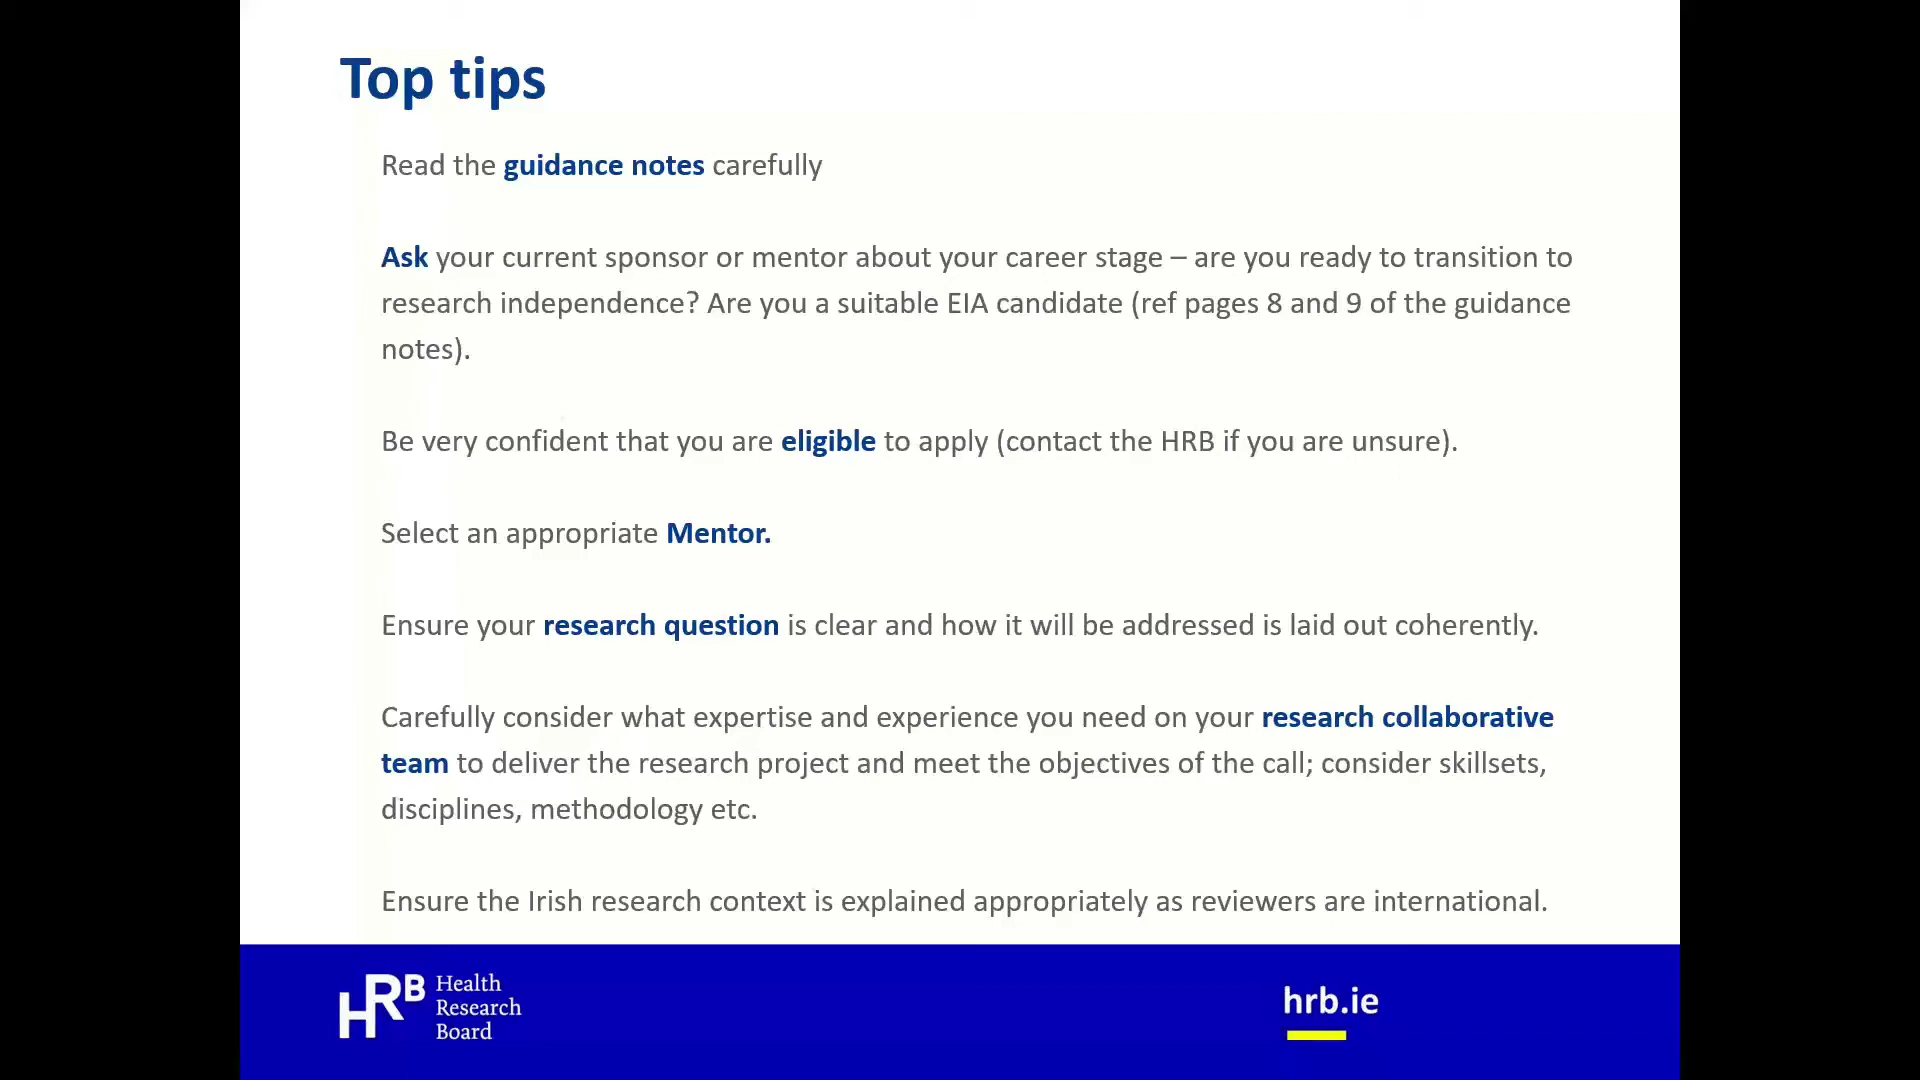 Top tips
Read the guidance notes carefully
Ask your current sponsor or mentor about your career stage – are you ready to transition to
research independence? Are you a suitable EIA candidate (ref pages 8 and 9 of the guidance
notes).
Be very confident that you are eligible to apply (contact the HRB if you are unsure).
Select an appropriate Mentor.
Ensure your research question is clear and how it will be addressed is laid out coherently.
Carefully consider what expertise and experience you need on your research collaborative
team to deliver the research project and meet the objectives of the call; consider skillsets,
disciplines, methodology etc.
Ensure the Irish research context is explained appropriately as reviewers are international.
HRB
Health
Research
Board
hrb.ie